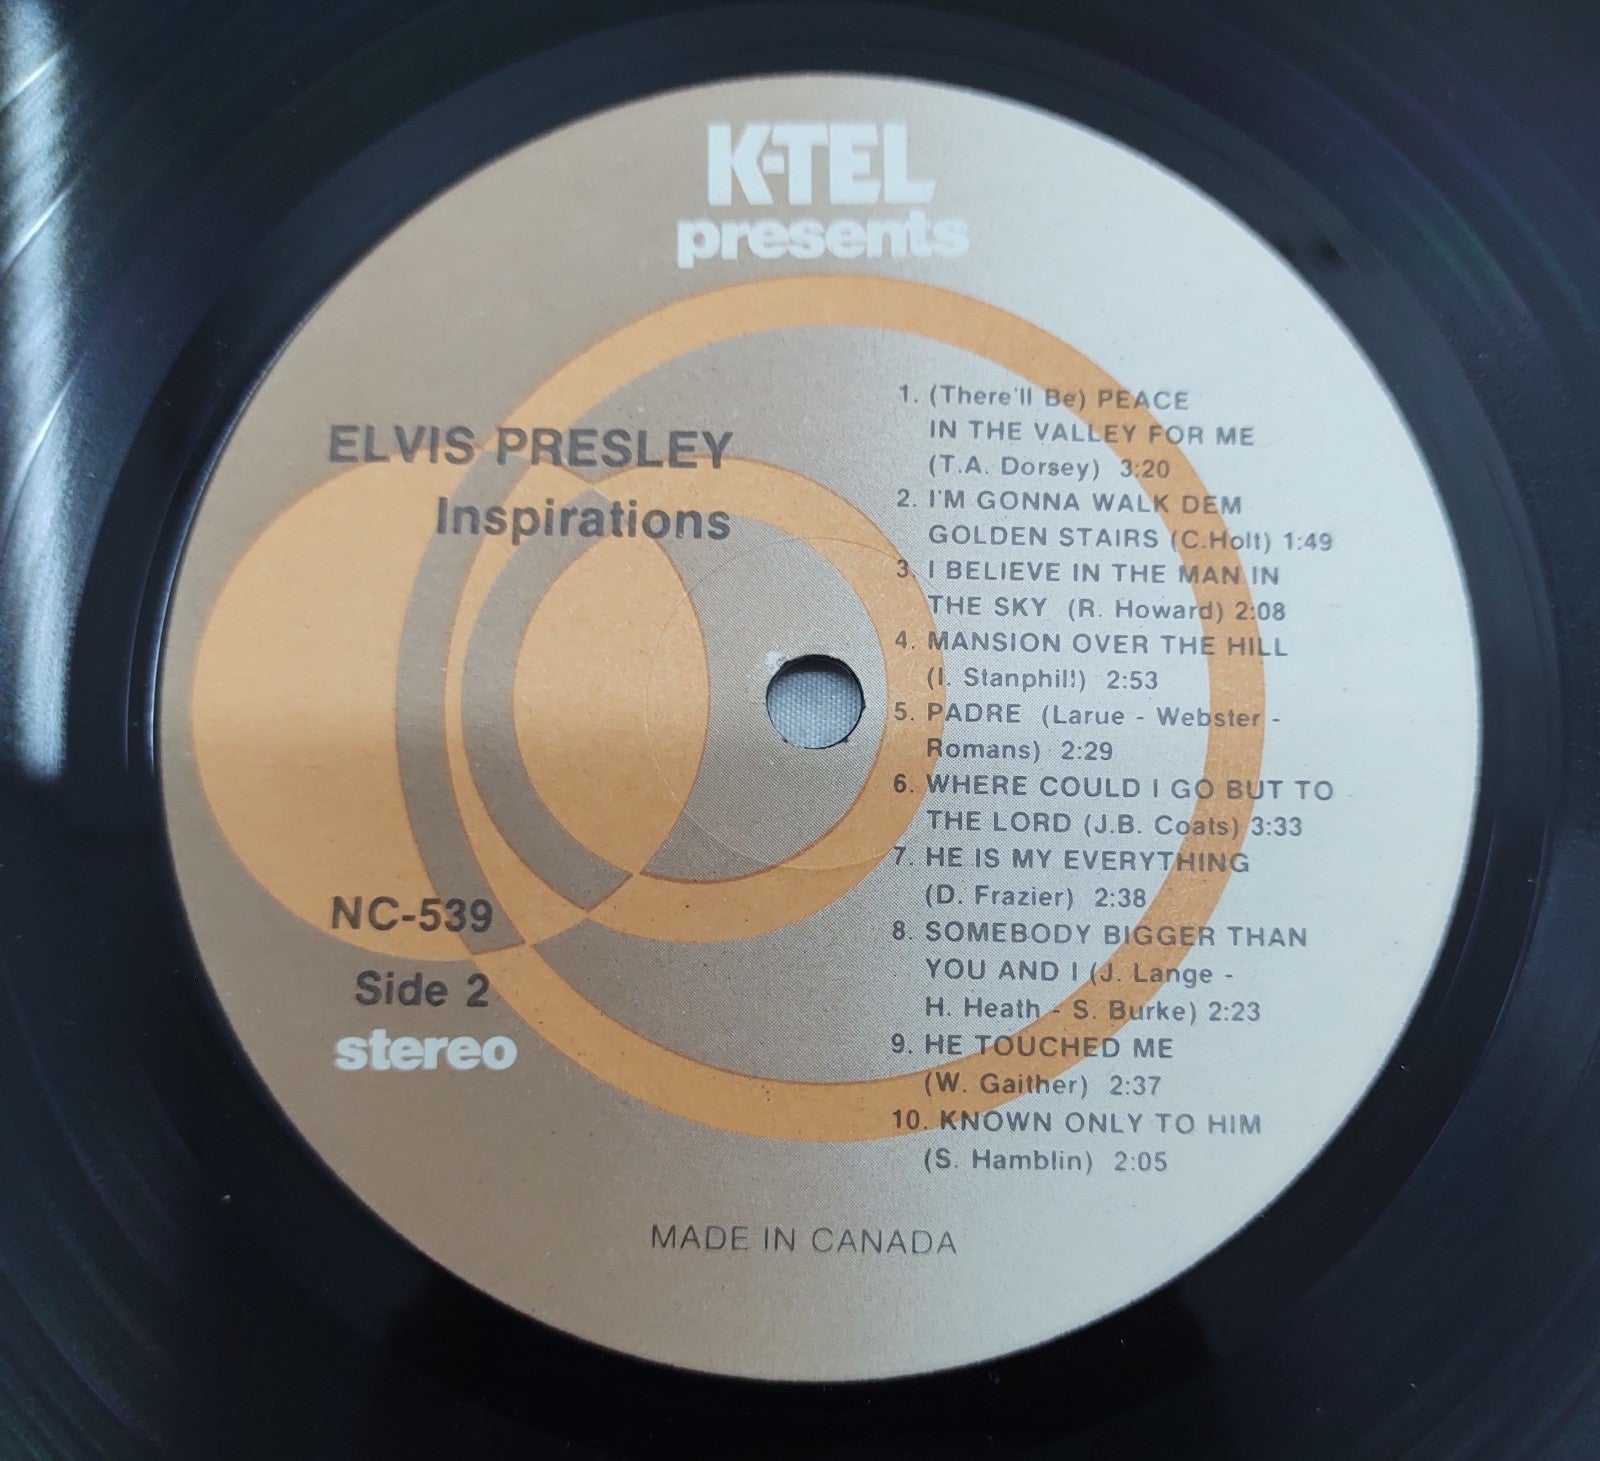 K-TEL
presents
ELVIS PRESLEY
Inspirations
NC-539
Side 2
stereo
1. (There'll Be) PEACE
IN THE VALLEY FOR ME
(T.A. Dorsey) 3:20
2. I'M GONNA WALK DEM
GOLDEN STAIRS (C.Holt) 1:49
3. I BELIEVE IN THE MAN IN
THE SKY (R. Howard) 2:08
4. MANSION OVER THE HILL
(I. Stanphill) 2:53
5. PADRE (Larue - Webster -
Romans) 2:29
6. WHERE COULD I GO BUT TO
THE LORD (J.B. Coats) 3:33
7. HE IS MY EVERYTHING
(D. Frazier) 2:38
8. SOMEBODY BIGGER THAN
YOU AND I (J. Lange -
H. Heath - S. Burke) 2:23
9. HE TOUCHED ME
(W. Gaither) 2:37
10. KNOWN ONLY TO HIM
(S. Hamblin) 2:05
MADE IN CANADA